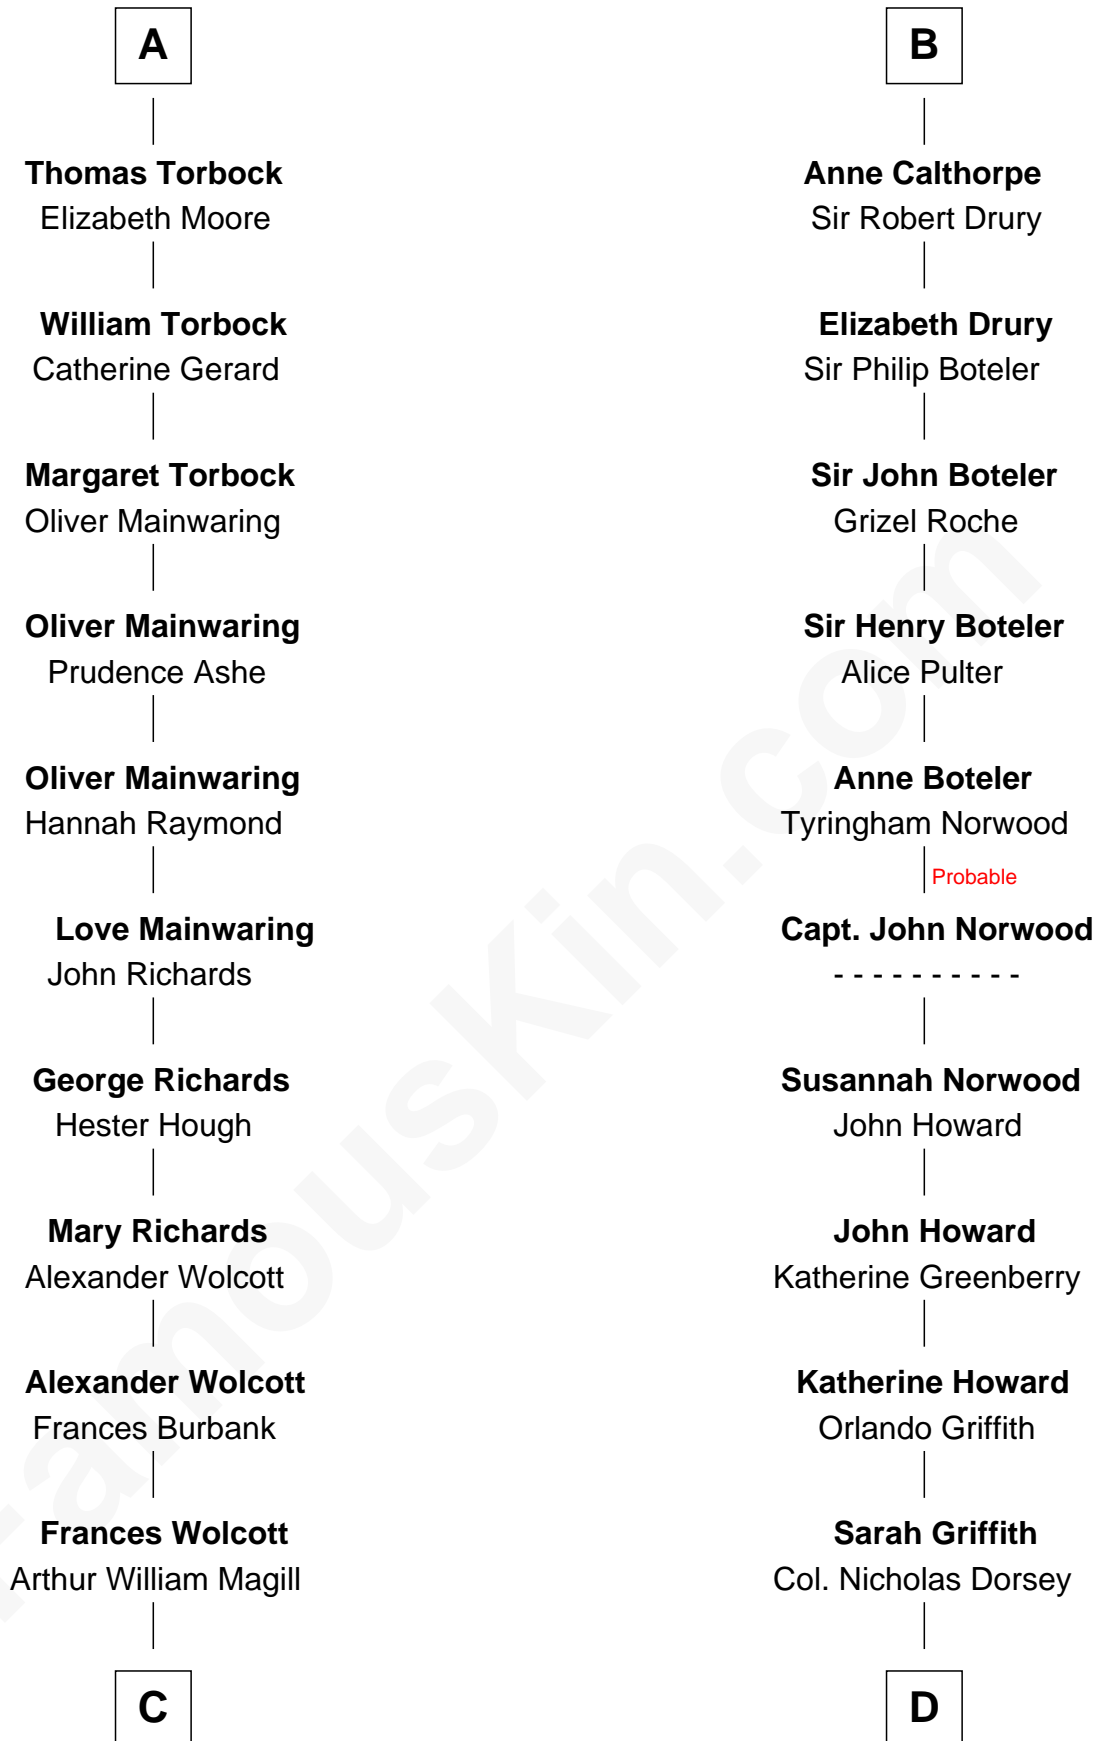 A
Thomas Torbock
Elizabeth Moore
William Torbock
Catherine Gerard
Margaret Torbock
Oliver Mainwaring
Oliver Mainwaring
Prudence Ashe
Oliver Mainwaring
Hannah Raymond
Love Mainwaring
John Richards
George Richards
Hester Hough
Mary Richards
Alexander Wolcott
Alexander Wolcott
Frances Burbank
Frances Wolcott
Arthur William Magill
C
B
Anne Calthorpe
Sir Robert Drury
Elizabeth Drury
Sir Philip Boteler
Sir John Boteler
Grizel Roche
Sir Henry Boteler
Alice Pulter
Anne Boteler
Tyringham Norwood
Probable
Capt. John Norwood
- - - - - - - - - -
Susannah Norwood
John Howard
John Howard
Katherine Greenberry
Katherine Howard
Orlando Griffith
Sarah Griffith
Col. Nicholas Dorsey
D
FamousKin.com